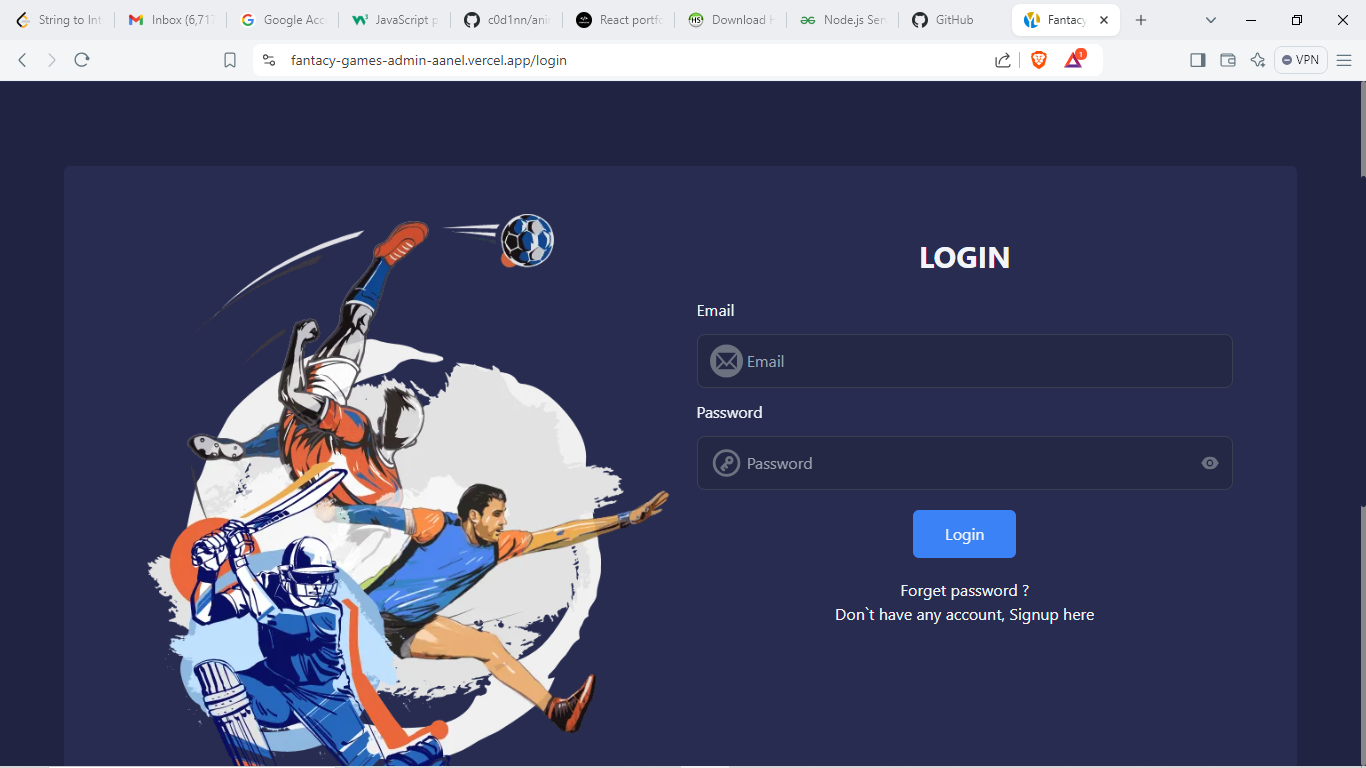 String to Int
Inbox (6,717
Google Acc
JavaScript p
c0d1nn/ani
React portfo
Download H
Node.js Ser
GitHub
Fantacy
fantacy-games-admin-aanel.vercel.app/login
1
VPN
LOGIN
Email
Email
Password
Password
Login
Forget password ?
Don`t have any account, Signup here